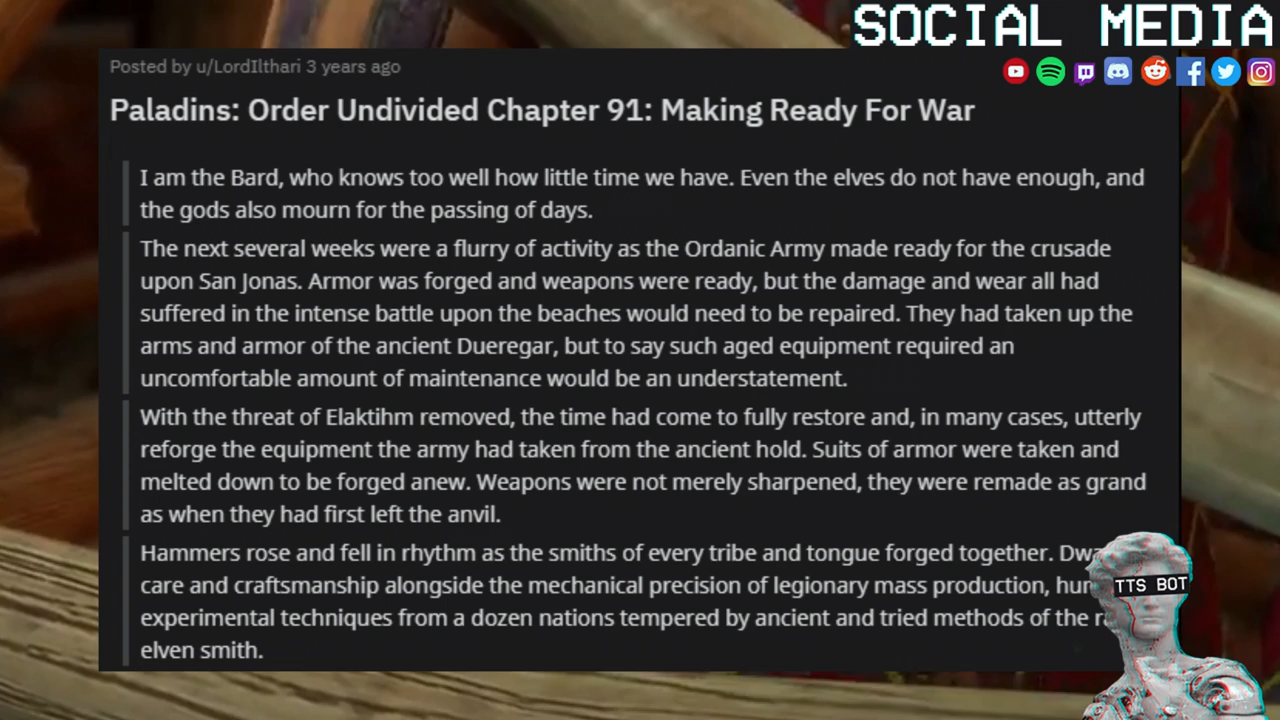 SOCIAL MEDIA
Posted by u/LordIlthari 3 years ago
Paladins: Order Undivided Chapter 91: Making Ready For War
I am the Bard, who knows too well how little time we have. Even the elves do not have enough, and
the gods also mourn for the passing of days.
The next several weeks were a flurry of activity as the Ordanic Army made ready for the crusade
upon San Jonas. Armor was forged and weapons were ready, but the damage and wear all had
suffered in the intense battle upon the beaches would need to be repaired. They had taken up the
arms and armor of the ancient Dueregar, but to say such aged equipment required an
uncomfortable amount of maintenance would be an understatement.
With the threat of Elaktihm removed, the time had come to fully restore and, in many cases, utterly
reforge the equipment the army had taken from the ancient hold. Suits of armor were taken and
melted down to be forged anew. Weapons were not merely sharpened, they were remade as grand
as when they had first left the anvil.
Hammers rose and fell in rhythm as the smiths of every tribe and tongue forged together.
care and craftsmanship alongside the mechanical precision of legionary mass production,
experimental techniques from a dozen nations tempered by ancient and tried methods of the
elven smith.
TTS BOT